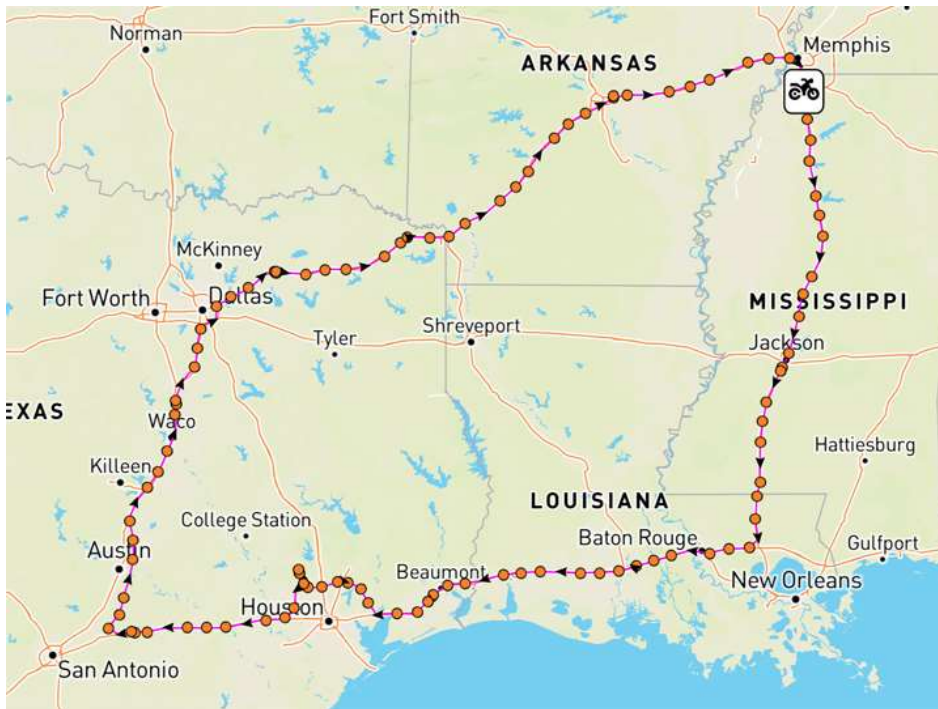 Fort Smith
Norman
Memphis
ARKANSAS
McKinney
Fort Worth
Dallas
MISSISSIPPI
Shreveport
Tyler
Jackson
EXAS
Waco
Hattiesburg
Killeen
LOUISIANA
College Station
Baton Rouge
Gulfport
Austin
Beaumont
New Orleans
Houston
San Antonio